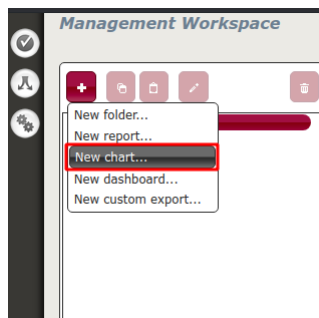 Management Workspace
New folder...
New report...
New chart...
New dashboard...
New custom export...